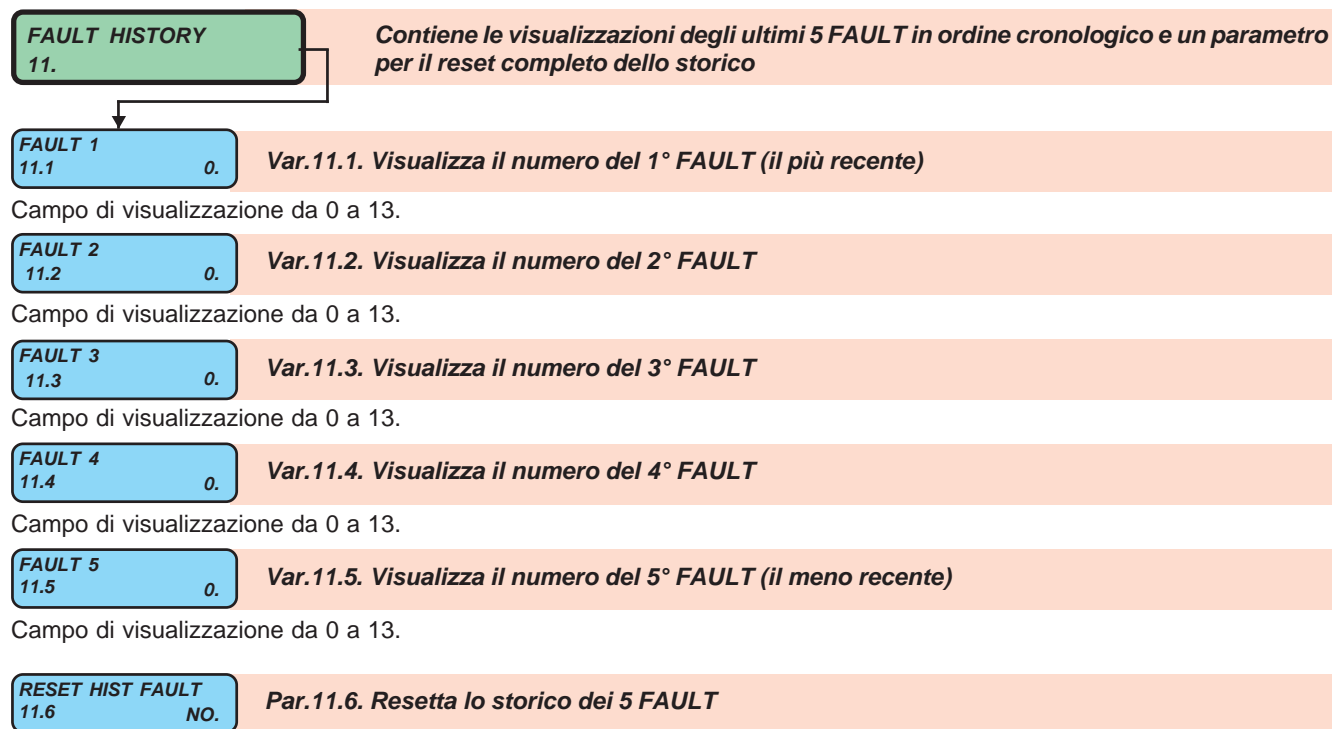 FAULT HISTORY
11.
Contiene le visualizzazioni degli ultimi 5 FAULT in ordine cronologico e un parametro
per il reset completo dello storico
FAULT 1
11.1 0.
Var.11.1. Visualizza il numero del 1° FAULT (il più recente)
Campo di visualizzazione da 0 a 13.
FAULT 2
11.2 0.
Var.11.2. Visualizza il numero del 2° FAULT
Campo di visualizzazione da 0 a 13.
FAULT 3
11.3 0.
Var.11.3. Visualizza il numero del 3° FAULT
Campo di visualizzazione da 0 a 13.
FAULT 4
11.4 0.
Var.11.4. Visualizza il numero del 4° FAULT
Campo di visualizzazione da 0 a 13.
FAULT 5
11.5 0.
Var.11.5. Visualizza il numero del 5° FAULT (il meno recente)
Campo di visualizzazione da 0 a 13.
RESET HIST FAULT
11.6 NO.
Par.11.6. Resetta lo storico dei 5 FAULT